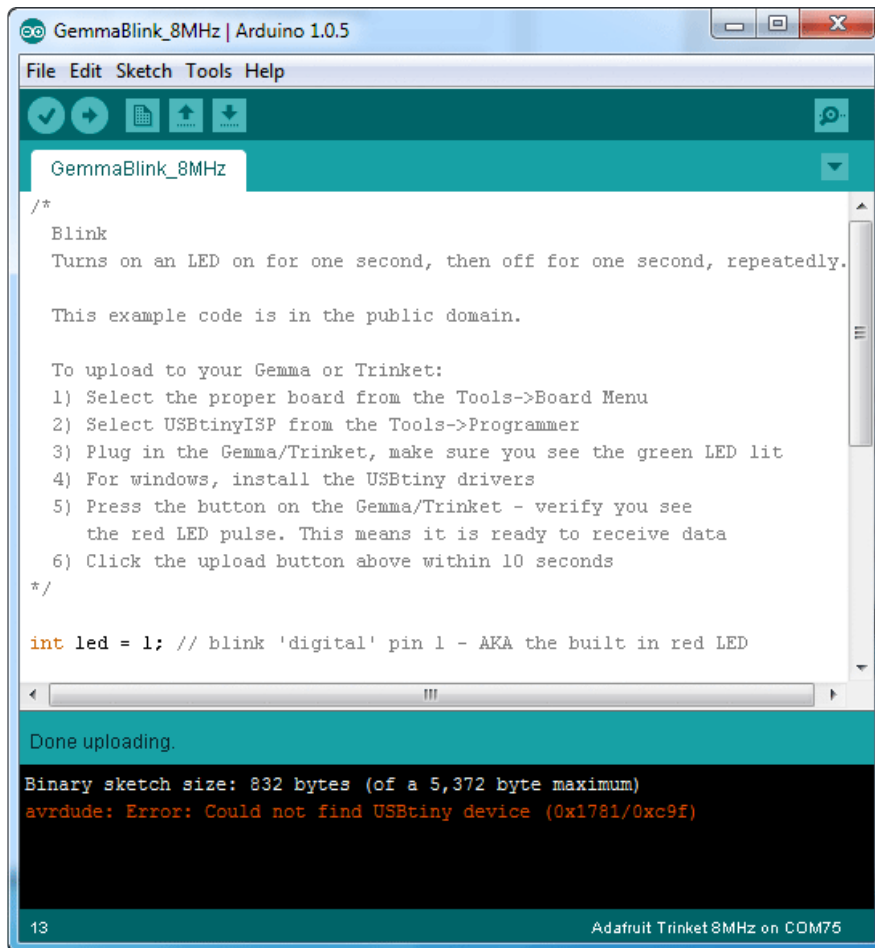 GemmaBlink_8MHz | Arduino 1.0.5
File Edit Sketch Tools Help
GemmaBlink_8MHz
/*
  Blink
  Turns on an LED on for one second, then off for one second, repeatedly.

  This example code is in the public domain.

  To upload to your Gemma or Trinket:
  1) Select the proper board from the Tools->Board Menu
  2) Select USBtinyISP from the Tools->Programmer
  3) Plug in the Gemma/Trinket, make sure you see the green LED lit
  4) For windows, install the USBtiny drivers
  5) Press the button on the Gemma/Trinket - verify you see
     the red LED pulse. This means it is ready to receive data
  6) Click the upload button above within 10 seconds
*/

int led = 1; // blink 'digital' pin 1 - AKA the built in red LED
Done uploading.
Binary sketch size: 832 bytes (of a 5,372 byte maximum)
avrdude: Error: Could not find USBtiny device (0x1781/0xc9f)
13
Adafruit Trinket 8MHz on COM75